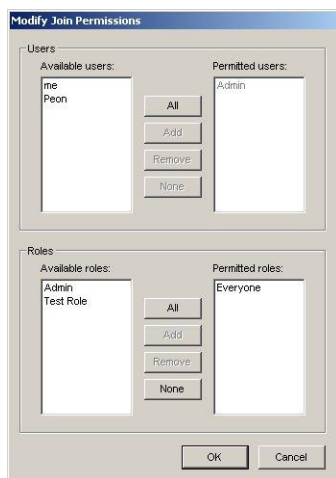 Modify Join Permissions
Users
Available users:
Permitted users:
me
Peon
Admin
All
Add
Remove
None
Roles
Available roles:
Permitted roles:
Admin
Test Role
Everyone
All
Add
Remove
None
OK
Cancel